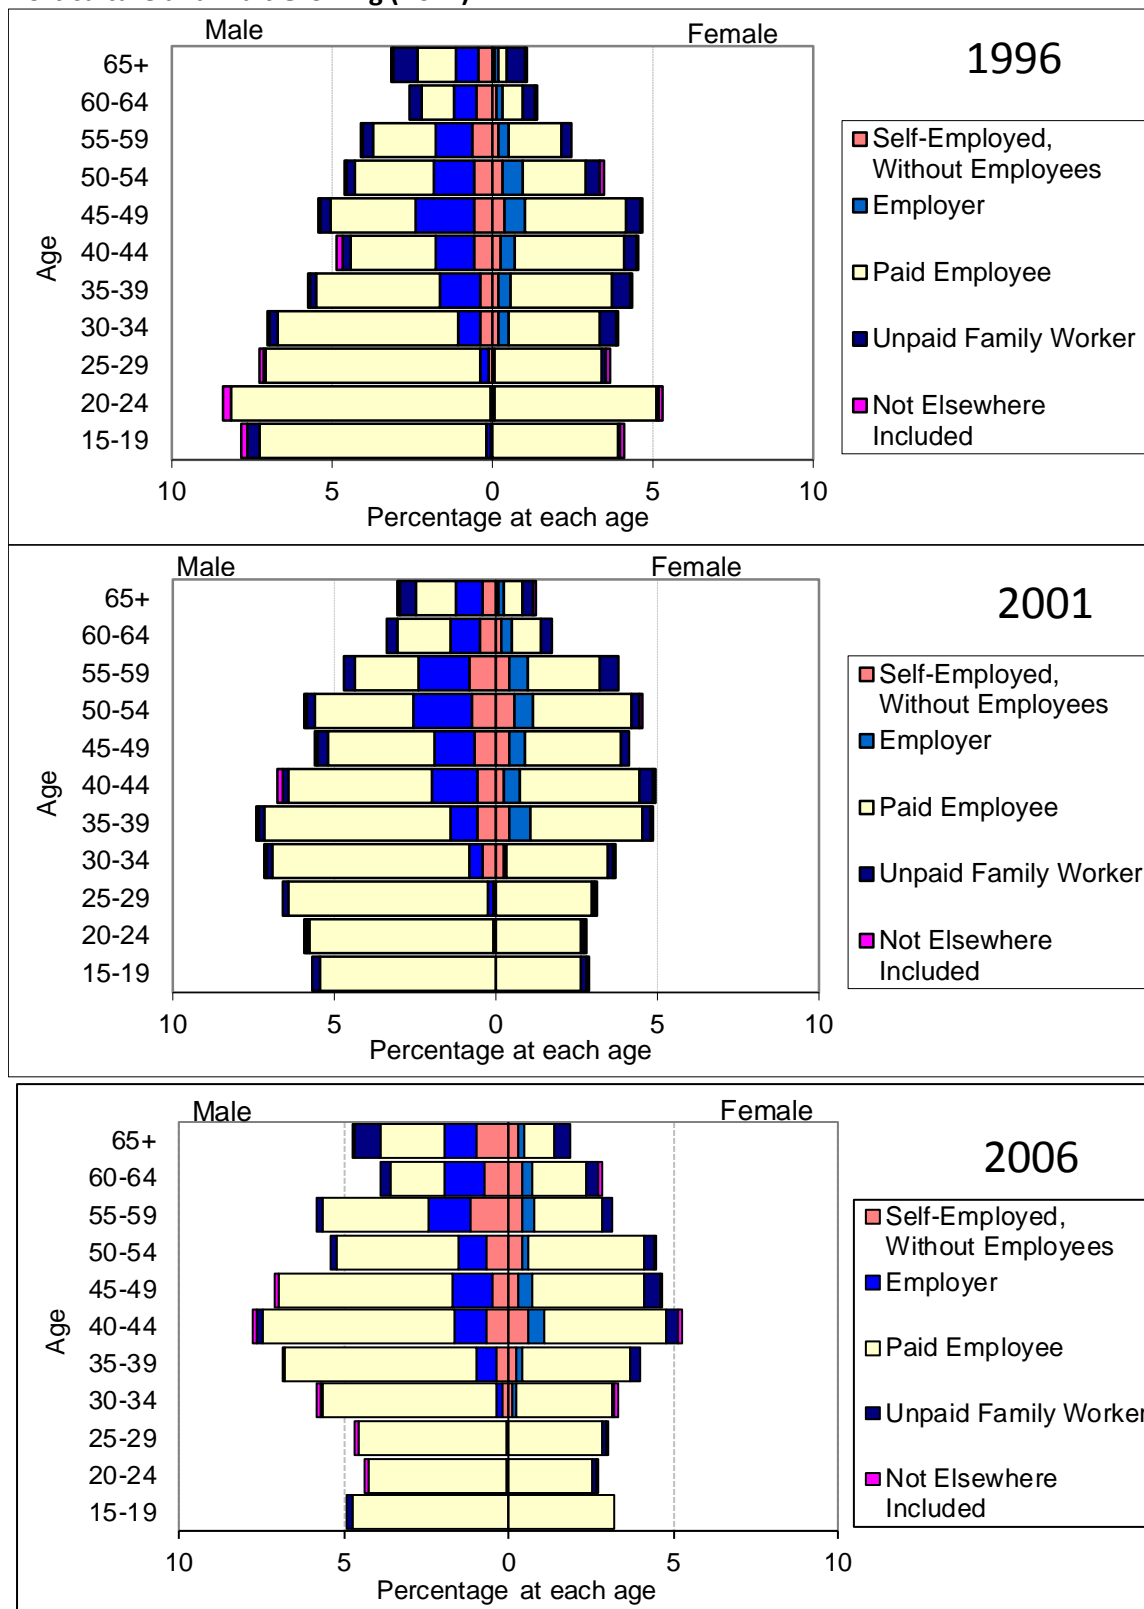 Male
Female
1996
65+
60-64
55-59
50-54
45-49
40-44
35-39
30-34
25-29
20-24
15-19
Age
10 5 0 5 10
Percentage at each age
Self-Employed,
Without Employees
Employer
Paid Employee
Unpaid Family Worker
Not Elsewhere
Included
Male
Female
2001
65+
60-64
55-59
50-54
45-49
40-44
35-39
30-34
25-29
20-24
15-19
Age
10 5 0 5 10
Percentage at each age
Self-Employed,
Without Employees
Employer
Paid Employee
Unpaid Family Worker
Not Elsewhere
Included
Male
Female
2006
65+
60-64
55-59
50-54
45-49
40-44
35-39
30-34
25-29
20-24
15-19
Age
10 5 0 5 10
Percentage at each age
Self-Employed,
Without Employees
Employer
Paid Employee
Unpaid Family Worker
Not Elsewhere
Included